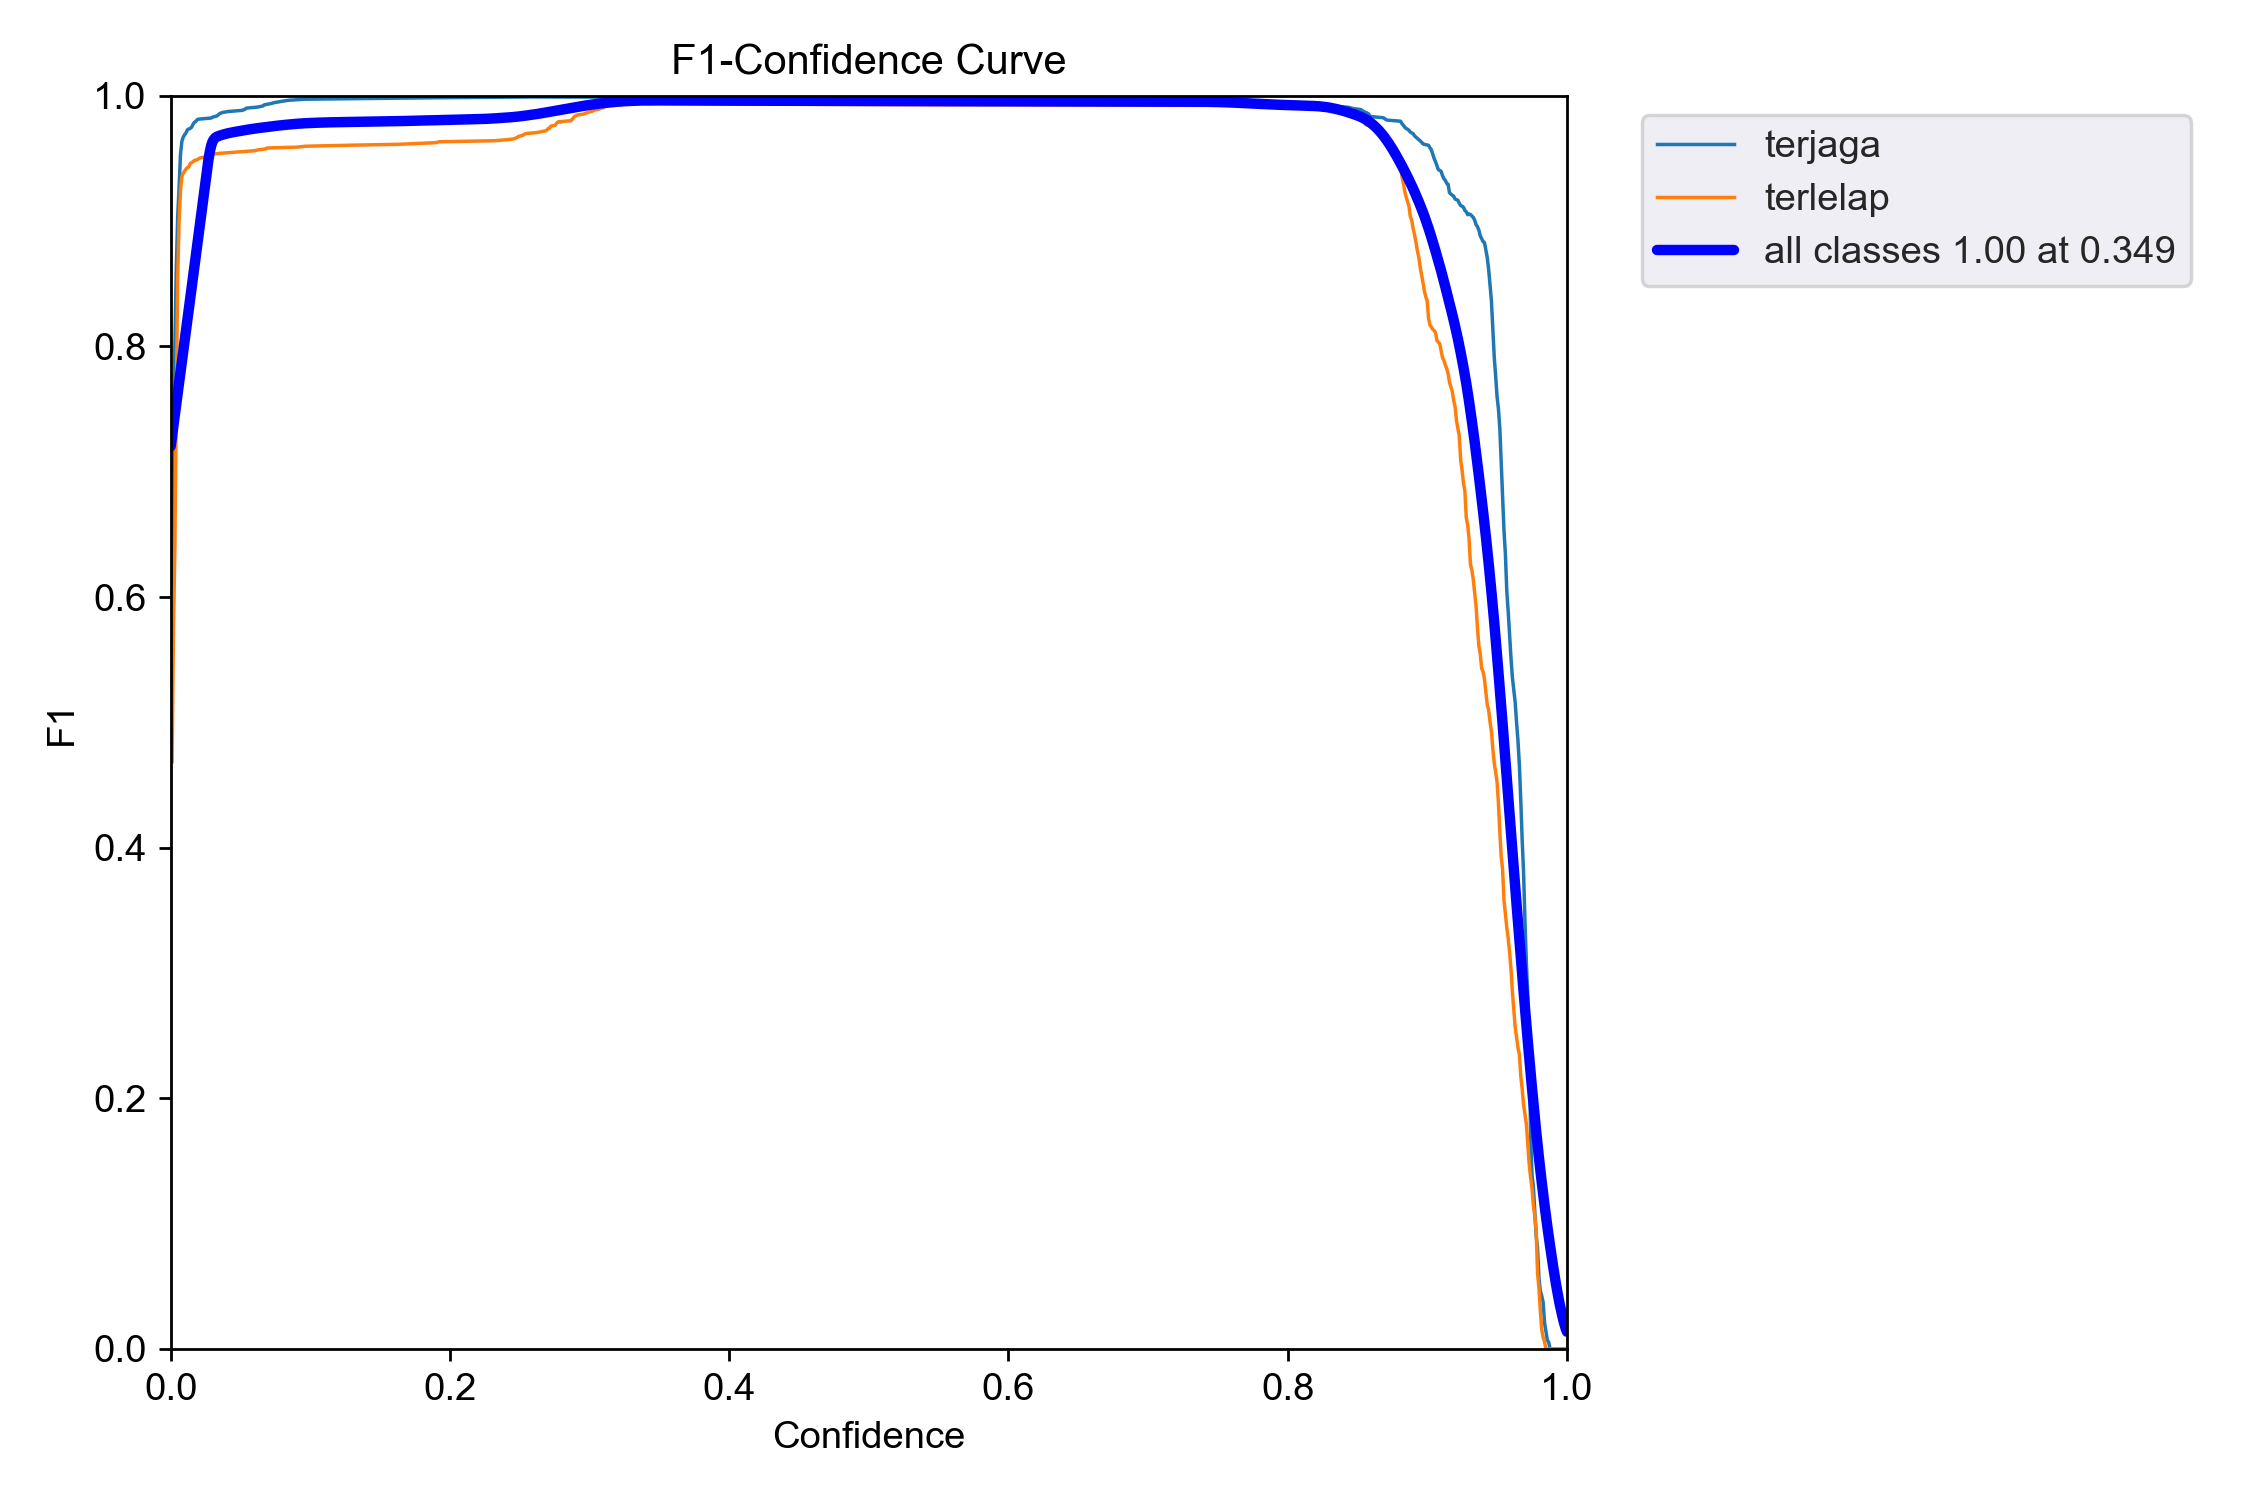 F1-Confidence Curve
terjaga
terlelap
all classes 1.00 at 0.349
F1
1.0
0.8
0.6
0.4
0.2
0.0
0.0 0.2 0.4 0.6 0.8 1.0
Confidence